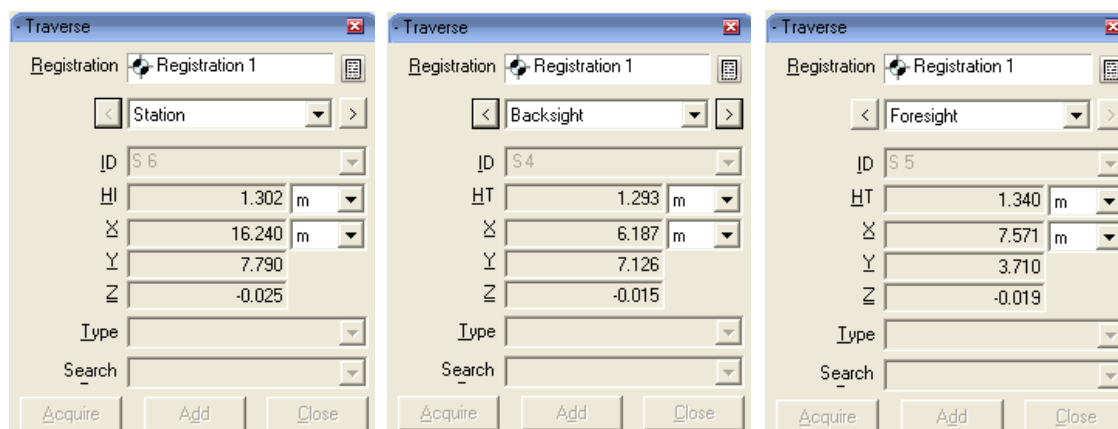 - Traverse
Registration Registration 1
< Station >
ID S 6
HI 1.302 m
X 16.240 m
Y 7.790
Z -0.025
Type
Search
Acquire Add Close
- Traverse
Registration Registration 1
< Backsight >
ID S 4
HT 1.293 m
X 6.187 m
Y 7.126
Z -0.015
Type
Search
Acquire Add Close
- Traverse
Registration Registration 1
< Foresight >
ID S 5
HT 1.340 m
X 7.571 m
Y 3.710
Z -0.019
Type
Search
Acquire Add Close